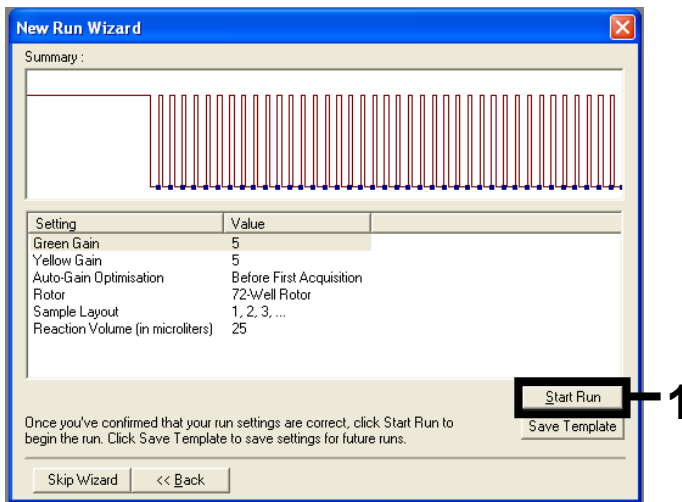 New Run Wizard
Summary :
Setting Value
Green Gain 5
Yellow Gain 5
Auto-Gain Optimisation Before First Acquisition
Rotor 72-Well Rotor
Sample Layout 1, 2, 3, ...
Reaction Volume (in microliters) 25
Start Run
1
Once you've confirmed that your run settings are correct, click Start Run to
begin the run. Click Save Template to save settings for future runs.
Save Template
Skip Wizard << Back